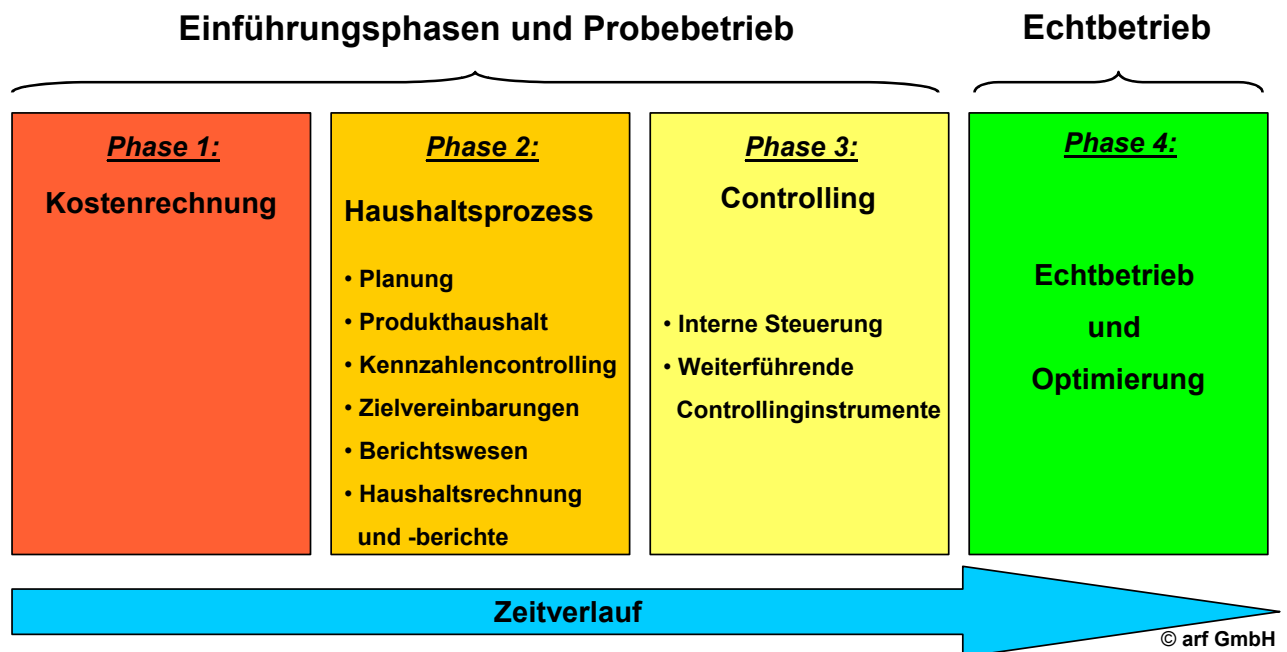 Einführungsphasen und Probebetrieb
Echtbetrieb
Phase 1:
Kostenrechnung
Phase 2:
Haushaltsprozess
• Planung
• Produkthaushalt
• Kennzahlencontrolling
• Zielvereinbarungen
• Berichtswesen
• Haushaltsrechnung
und -berichte
Phase 3:
Controlling
• Interne Steuerung
• Weiterführende
Controllinginstrumente
Phase 4:
Echtbetrieb
und
Optimierung
Zeitverlauf
© arf GmbH